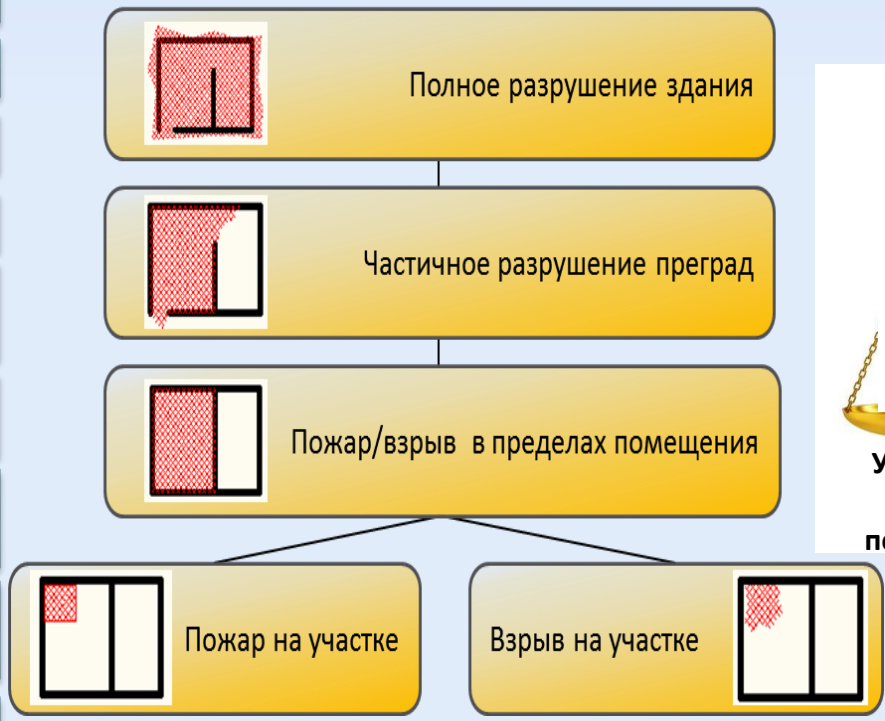 Полное разрушение здания
Частичное разрушение преград
Пожар/взрыв в пределах помещения
Пожар на участке
Взрыв на участке